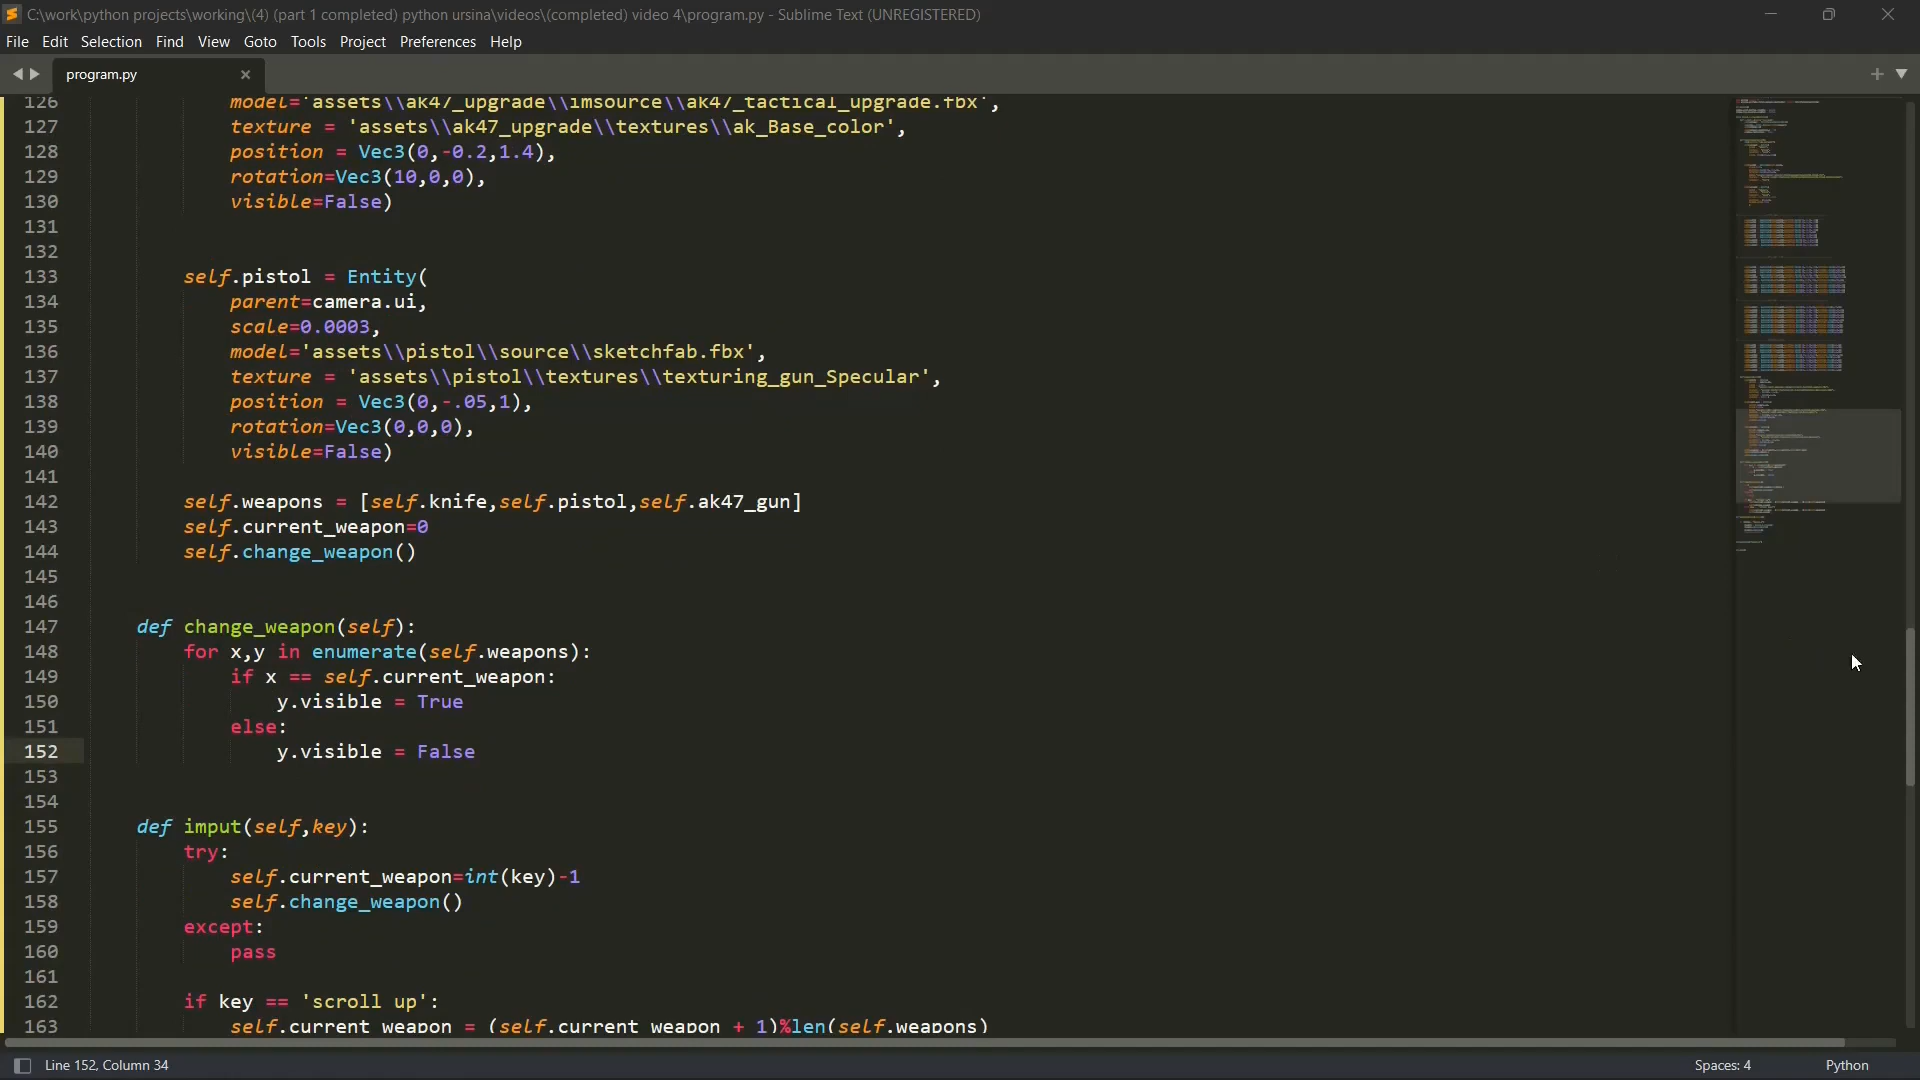 C:\work\python projects\working\(4) (part 1 completed) python ursina\videos\(completed) video 4\program.py - Sublime Text (UNREGISTERED)
File Edit Selection Find View Goto Tools Project Preferences Help
program.py
126 model='assets\\ak47_upgrade\\imsource\\ak47_tactical_upgrade.fbx',
127 texture = 'assets\\ak47_upgrade\\textures\\ak_Base_color',
128 position = Vec3(0,-0.2,1.4),
129 rotation=Vec3(10,0,0),
130 visible=False)
131
132
133 self.pistol = Entity(
134 parent=camera.ui,
135 scale=0.0003,
136 model='assets\\pistol\\source\\sketchfab.fbx',
137 texture = 'assets\\pistol\\textures\\texturing_gun_Specular',
138 position = Vec3(0,-.05,1),
139 rotation=Vec3(0,0,0),
140 visible=False)
141
142 self.weapons = [self.knife,self.pistol,self.ak47_gun]
143 self.current_weapon=0
144 self.change_weapon()
145
146
147 def change_weapon(self):
148 for x,y in enumerate(self.weapons):
149 if x == self.current_weapon:
150 y.visible = True
151 else:
152 y.visible = False
153
154
155 def imput(self,key):
156 try:
157 self.current_weapon=int(key)-1
158 self.change_weapon()
159 except:
160 pass
161
162 if key == 'scroll up':
163 self.current_weapon = (self.current_weapon + 1)%len(self.weapons)
Line 152, Column 34
Spaces: 4
Python